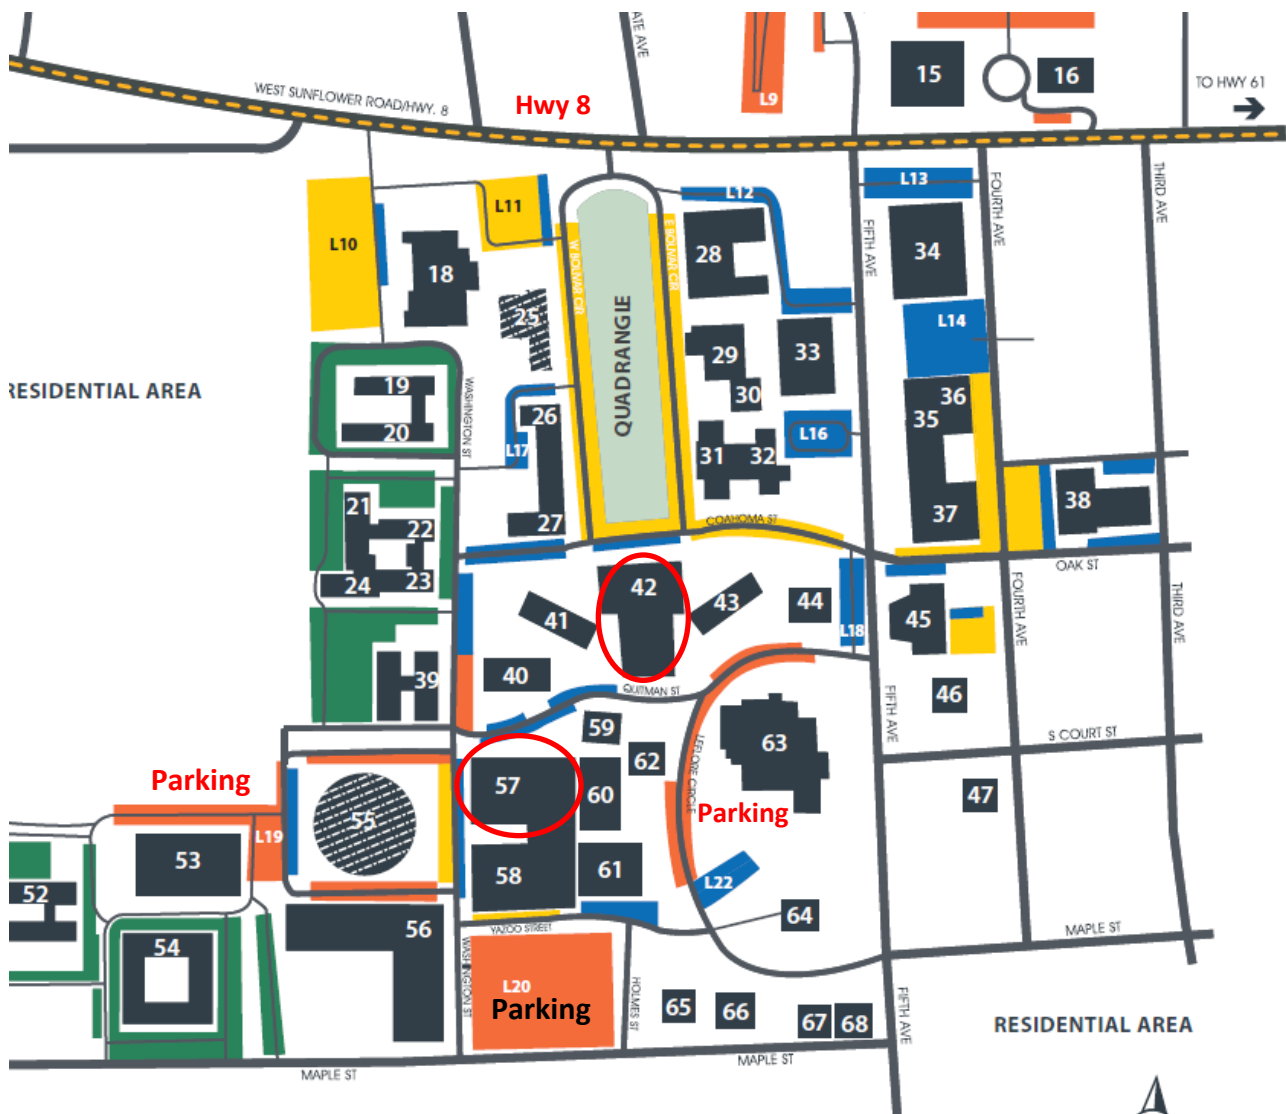 ATE AVE
15
16
TO HWY 61
L9
WEST SUNFLOWER ROAD/HWY. 8
Hwy 8
L13
L12
L11
L10
FOURTH AVE
THIRD AVE
FIFTH AVE
W BOLIVAR CIR
E BOLIVAR CIR
18
28
34
25
QUADRANGLE
L14
29
33
30
RESIDENTIAL AREA
19
20
WASHINGTON ST
26
36
35
L16
L17
31
32
21
22
27
COAHOMA ST
37
38
24
23
OAK ST
42
41
43
44
L18
45
FOURTH AVE
THIRD AVE
39
40
QUITMAN ST
46
FIFTH AVE
59
63
S COURT ST
62
LEFLORE CIRCLE
Parking
57
60
47
Parking
55
L19
53
58
61
L22
52
64
56
YAZOO STREET
MAPLE ST
54
WASHINGTON ST
L20
Parking
HOLMES ST
65
66
67
68
FIFTH AVE
RESIDENTIAL AREA
MAPLE ST
MAPLE ST